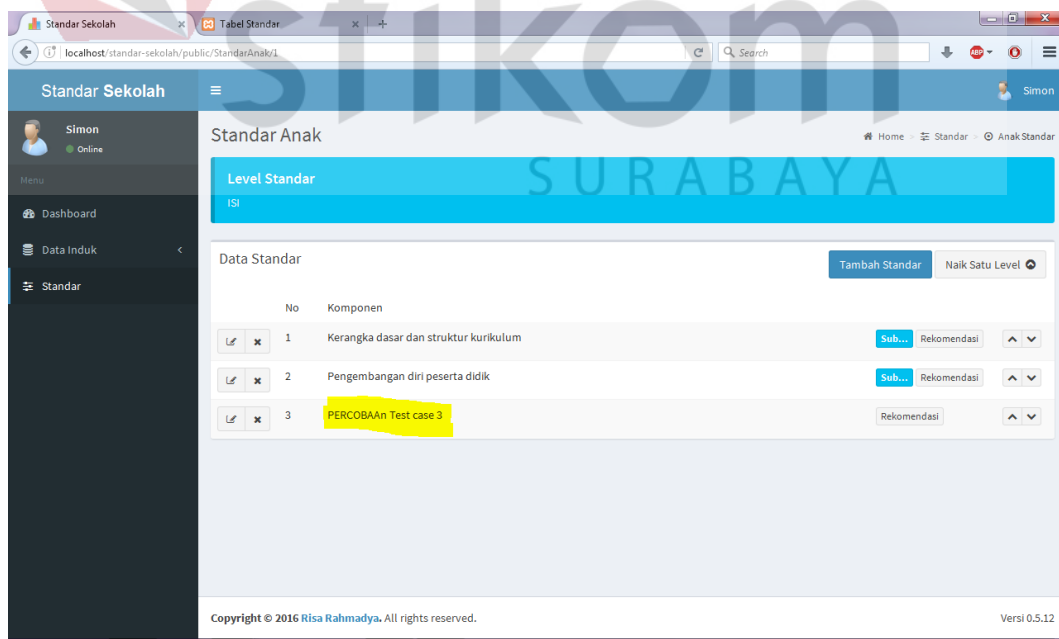 stikom
SURABAYA
Standar Sekolah
Tabel Standar
localhost/standar-sekolah/public/StandarAnak/1
Search
ABP
Standar Sekolah
Simon
Simon
Online
Menu
Dashboard
Data Induk
Standar
Standar Anak
Home > Standar > Anak Standar
Level Standar
ISI
Data Standar
Tambah Standar
Naik Satu Level
No Komponen
1 Kerangka dasar dan struktur kurikulum Sub... Rekomendasi
2 Pengembangan diri peserta didik Sub... Rekomendasi
3 PERCOBAAn Test case 3 Rekomendasi
Copyright © 2016 Risa Rahmadya. All rights reserved. Versi 0.5.12